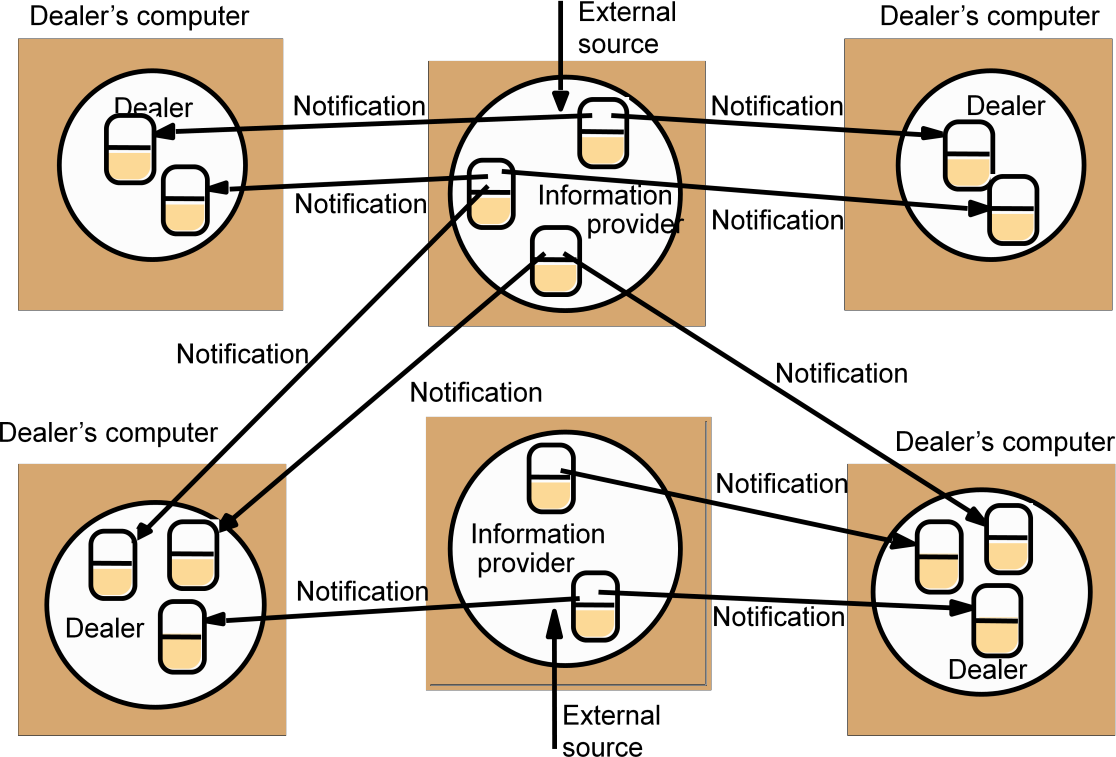 Dealer’s computer
External
source
Dealer’s computer
Dealer
Notification
Notification
Dealer
Notification
Information
provider
Notification
Notification
Notification
Notification
Dealer’s computer
Dealer’s computer
Notification
Information
provider
Notification
Dealer
Notification
Dealer
External
source